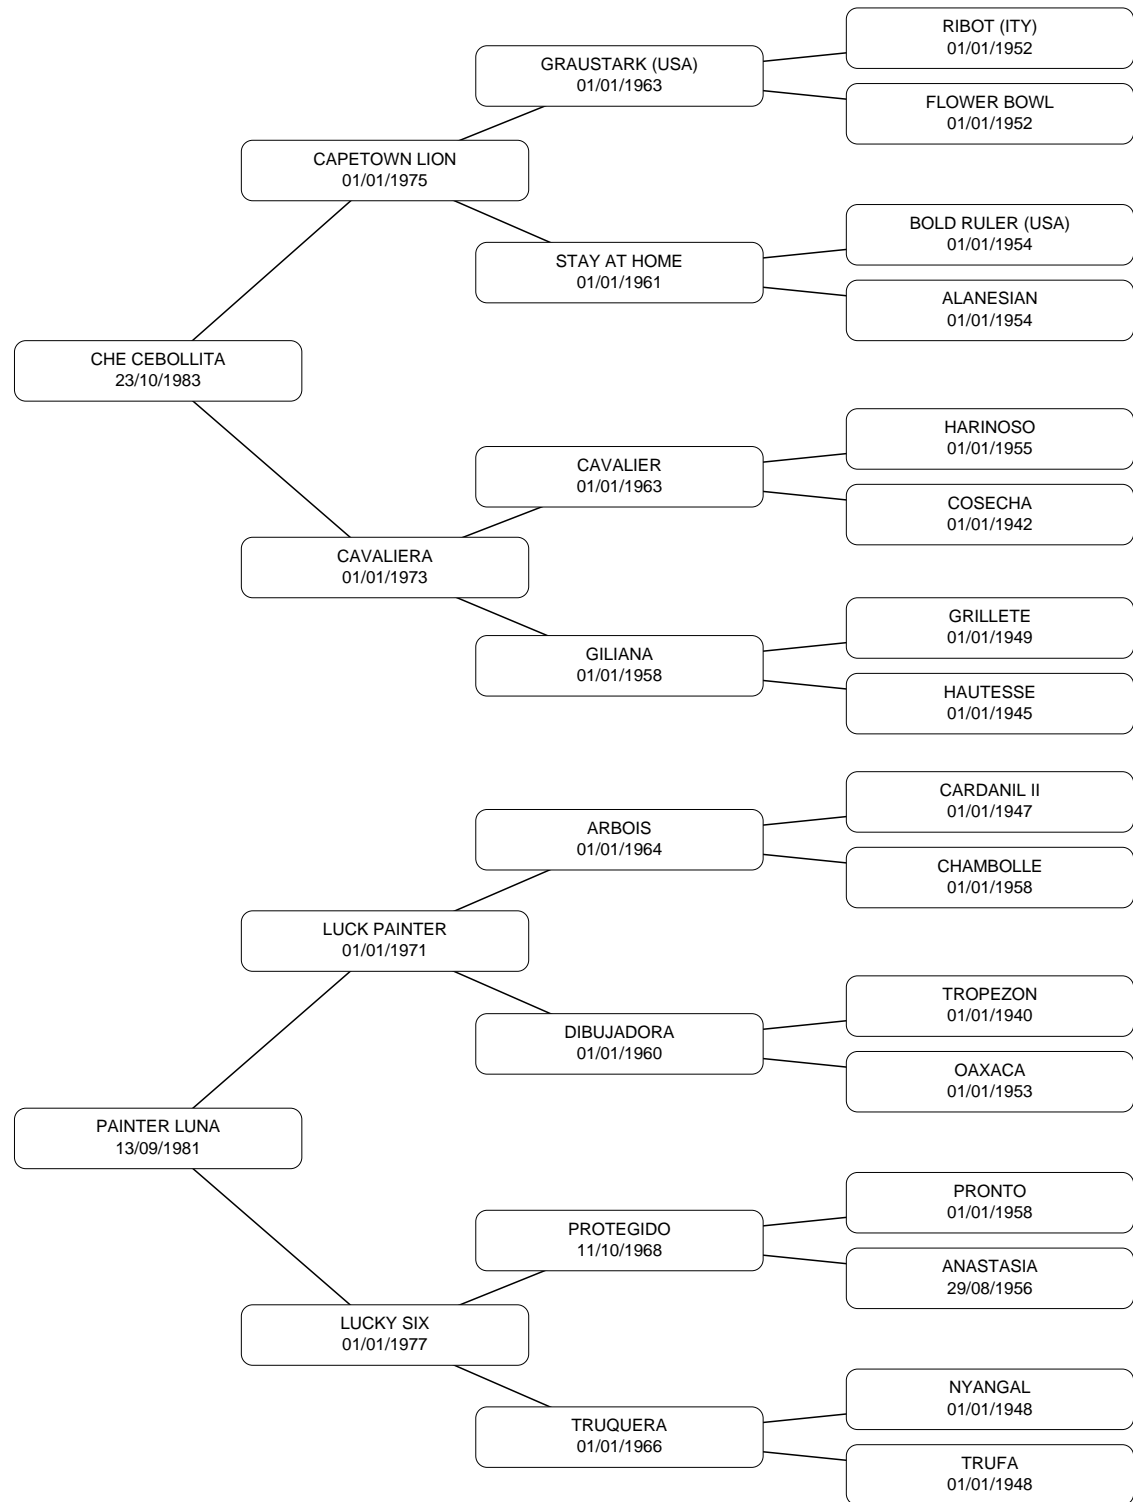 RIBOT (ITY)
01/01/1952
GRAUSTARK (USA)
01/01/1963
FLOWER BOWL
01/01/1952
CAPETOWN LION
01/01/1975
BOLD RULER (USA)
01/01/1954
STAY AT HOME
01/01/1961
ALANESIAN
01/01/1954
CHE CEBOLLITA
23/10/1983
HARINOSO
01/01/1955
CAVALIER
01/01/1963
COSECHA
01/01/1942
CAVALIERA
01/01/1973
GRILLETE
01/01/1949
GILIANA
01/01/1958
HAUTESSE
01/01/1945
CARDANIL II
01/01/1947
ARBOIS
01/01/1964
CHAMBOLLE
01/01/1958
LUCK PAINTER
01/01/1971
TROPEZON
01/01/1940
DIBUJADORA
01/01/1960
OAXACA
01/01/1953
PAINTER LUNA
13/09/1981
PRONTO
01/01/1958
PROTEGIDO
11/10/1968
ANASTASIA
29/08/1956
LUCKY SIX
01/01/1977
NYANGAL
01/01/1948
TRUQUERA
01/01/1966
TRUFA
01/01/1948